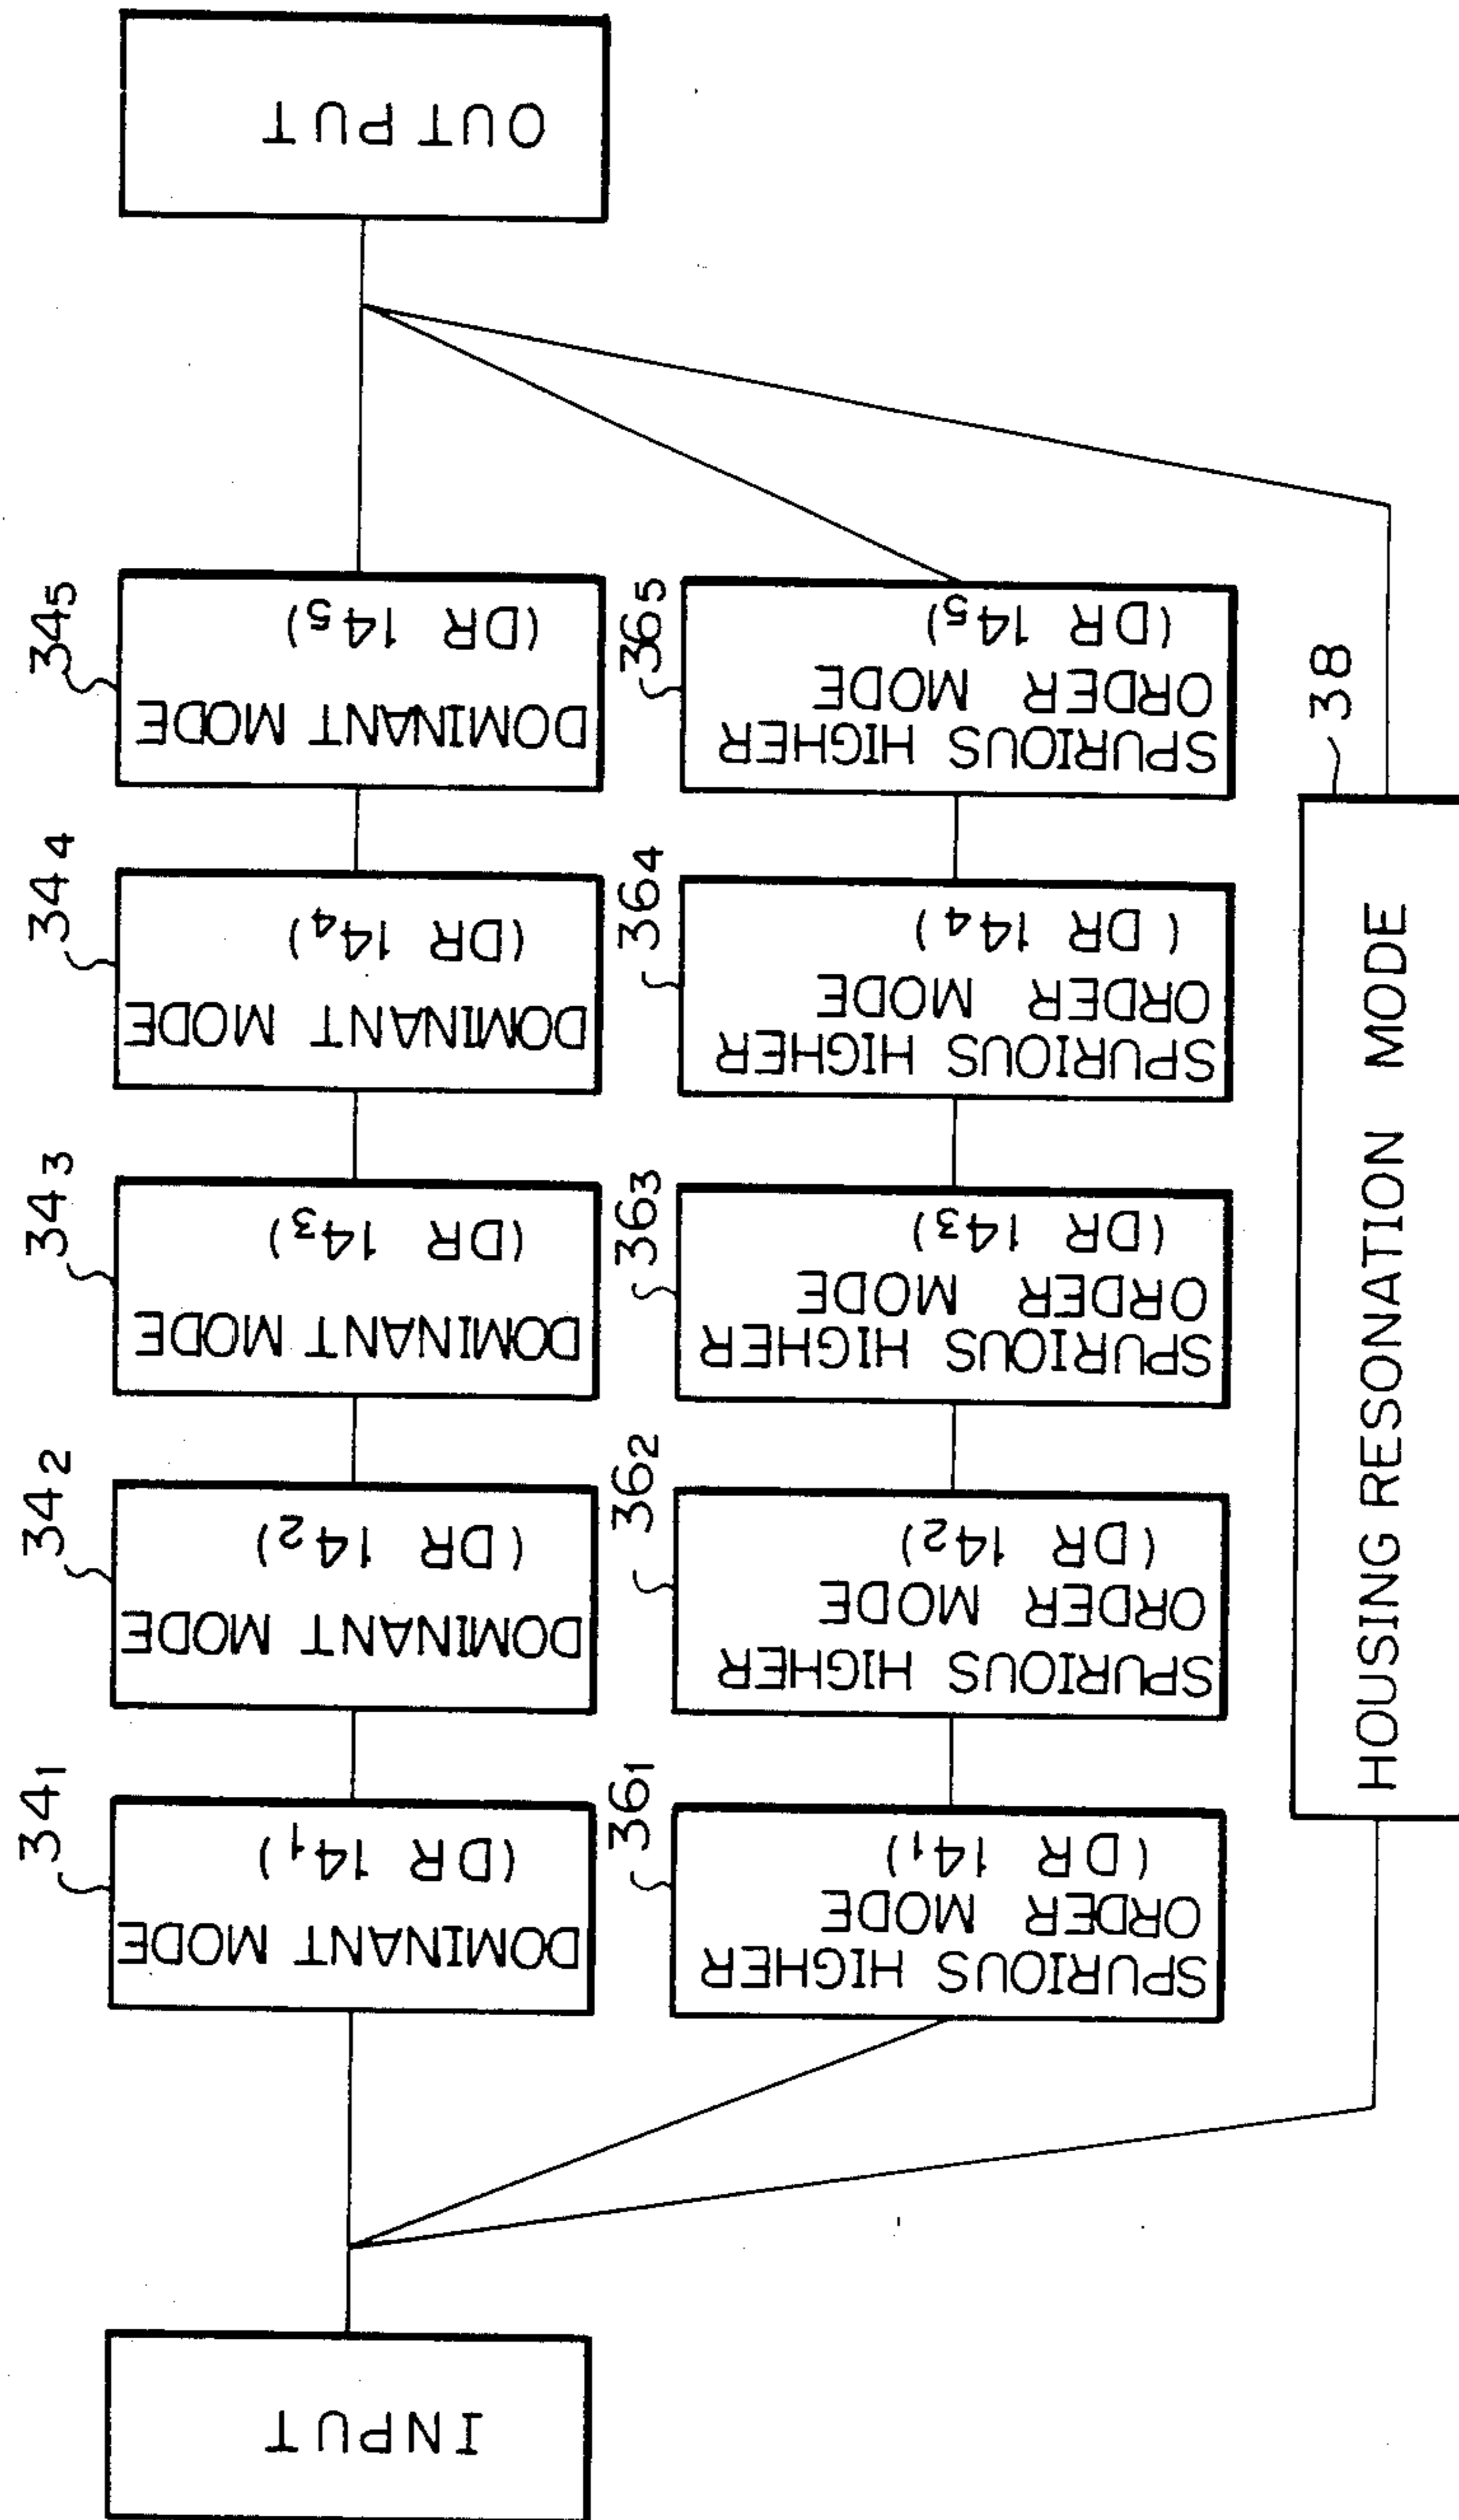 INPUT
34₁
DOMINANT MODE
(DR 14₁)
34₂
DOMINANT MODE
(DR 14₂)
34₃
DOMINANT MODE
(DR 14₃)
34₄
DOMINANT MODE
(DR 14₄)
34₅
DOMINANT MODE
(DR 14₅)
OUTPUT
36₁
SPURIOUS HIGHER
ORDER MODE
(DR 14₁)
36₂
SPURIOUS HIGHER
ORDER MODE
(DR 14₂)
36₃
SPURIOUS HIGHER
ORDER MODE
(DR 14₃)
36₄
SPURIOUS HIGHER
ORDER MODE
(DR 14₄)
36₅
SPURIOUS HIGHER
ORDER MODE
(DR 14₅)
38
HOUSING RESONATION MODE